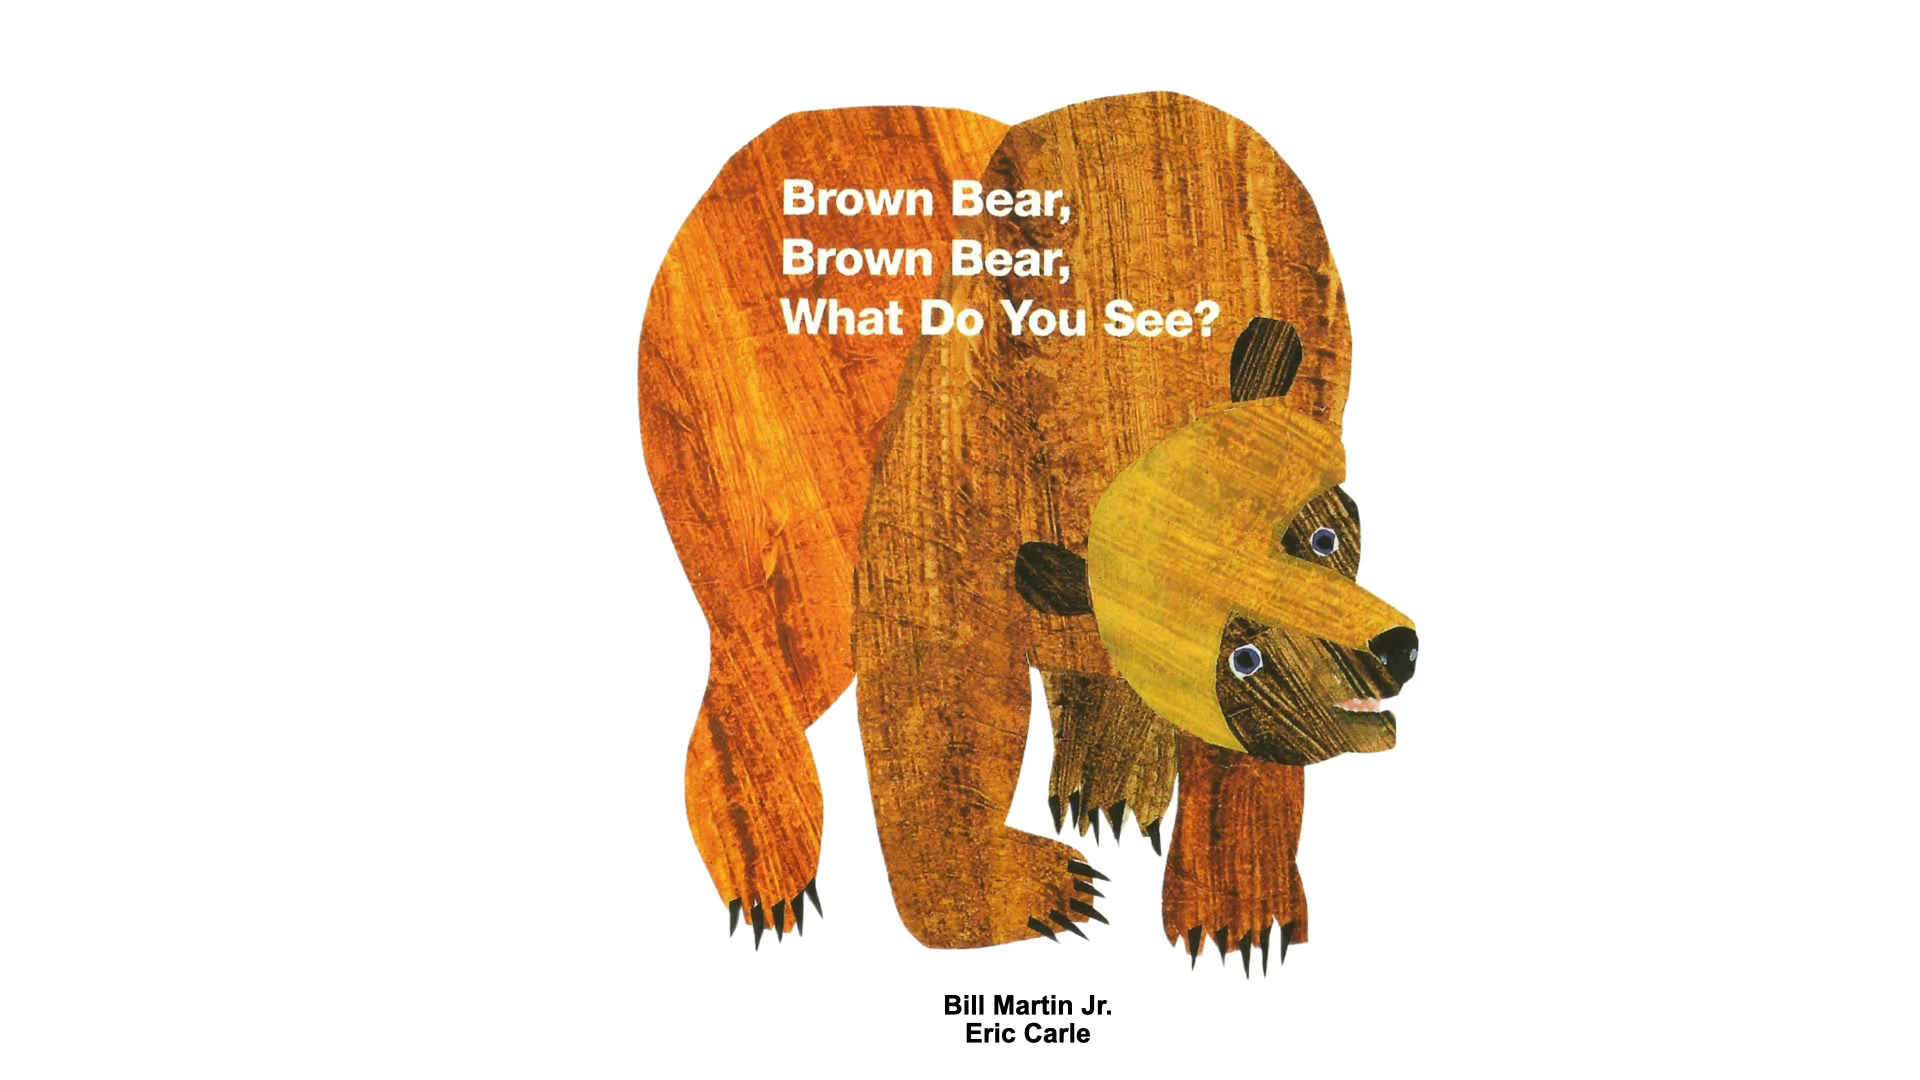 Brown Bear,
Brown Bear,
What Do You See?
Bill Martin Jr.
Eric Carle